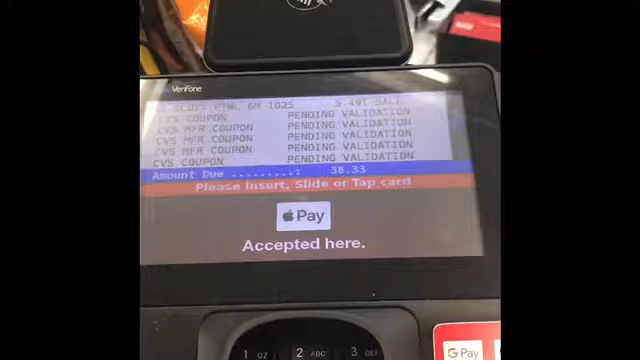 VeriFone
SCOTT PTWL 6M 1025 9.49T SALE
CVS COUPON PENDING VALIDATION
CVS MFR COUPON PENDING VALIDATION
CVS MFR COUPON PENDING VALIDATION
CVS MFR COUPON PENDING VALIDATION
CVS COUPON PENDING VALIDATION
Amount Due .........: 38.33
Please Insert, Slide or Tap card
Pay
Accepted here.
1 QZ 2 ABC 3 DEF
G Pay